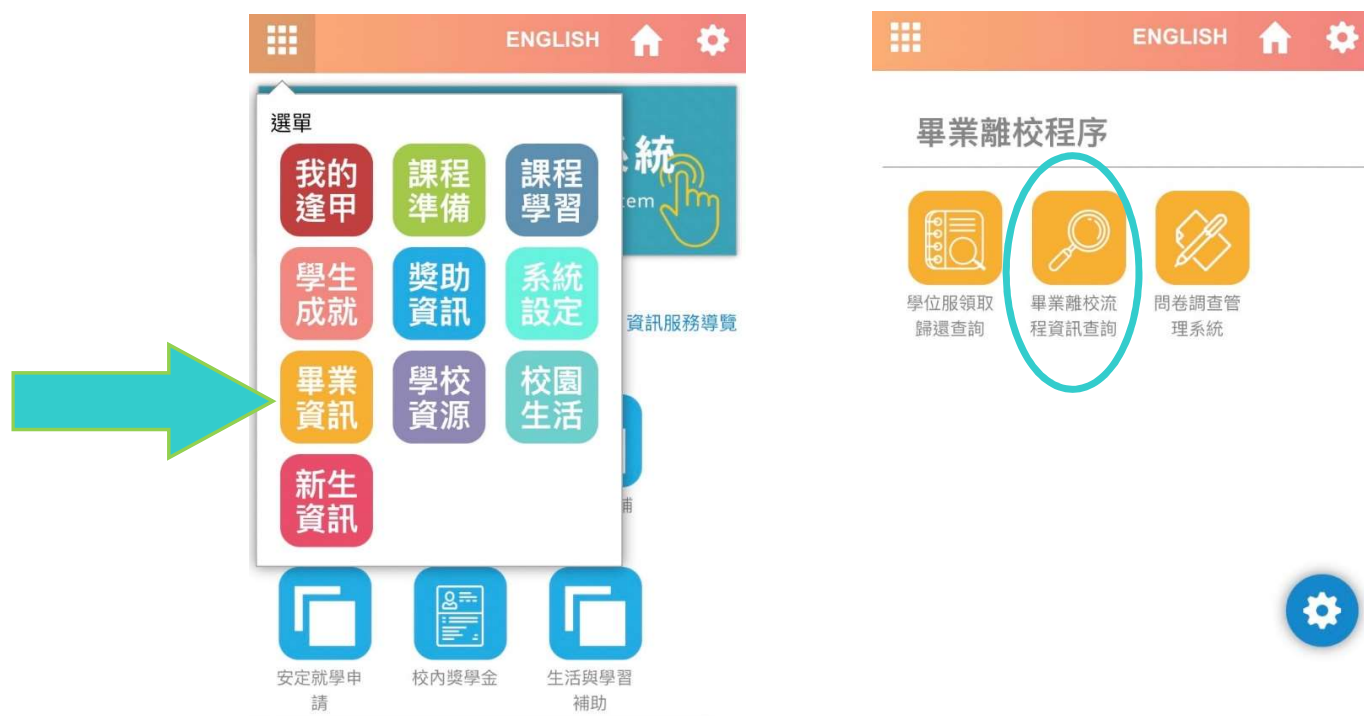 ENGLISH
選單
我的
逢甲
課程
準備
課程
學習
學生
成就
獎助
資訊
系統
設定
畢業
資訊
學校
資源
校園
生活
新生
資訊
統
tem
資訊服務導覽
補
安定就學申
請
校內獎學金
生活與學習
補助
ENGLISH
畢業離校程序
學位服領取
歸還查詢
畢業離校流
程資訊查詢
問卷調查管
理系統